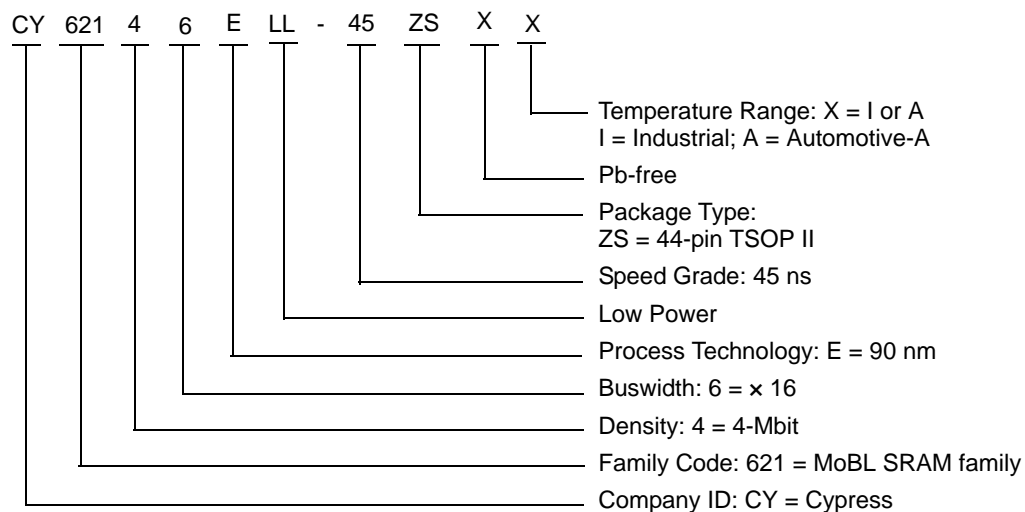 CY 621 4 6 E LL - 45 ZS X X
Temperature Range: X = I or A
I = Industrial; A = Automotive-A
Pb-free
Package Type:
ZS = 44-pin TSOP II
Speed Grade: 45 ns
Low Power
Process Technology: E = 90 nm
Buswidth: 6 = × 16
Density: 4 = 4-Mbit
Family Code: 621 = MoBL SRAM family
Company ID: CY = Cypress